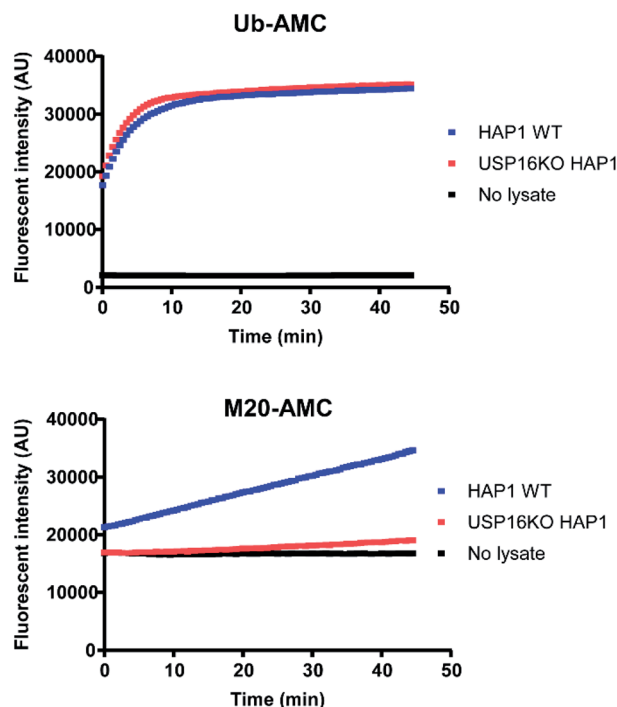 Ub-AMC
Fluorescent intensity (AU)
40000
30000
20000
10000
0
0 10 20 30 40 50
Time (min)
HAP1 WT
USP16KO HAP1
No lysate
M20-AMC
Fluorescent intensity (AU)
40000
30000
20000
10000
0
0 10 20 30 40 50
Time (min)
HAP1 WT
USP16KO HAP1
No lysate